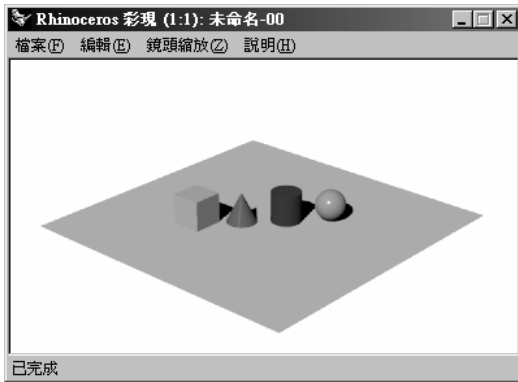 Rhinoceros 彩現 (1:1): 未命名-00
檔案(F) 編輯(E) 鏡頭縮放(Z) 說明(H)
已完成